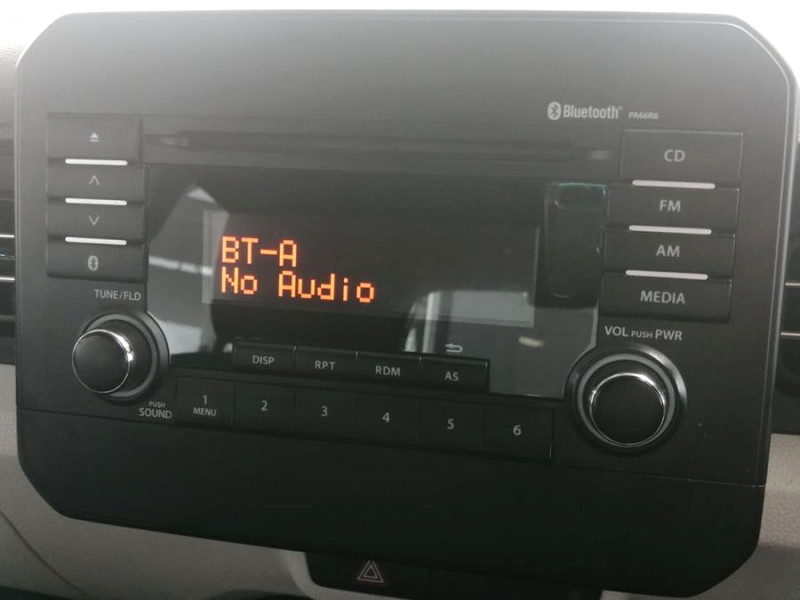 Bluetooth® PA66R6
CD
FM
AM
MEDIA
BT-A
No Audio
TUNE/FLD
VOL PUSH PWR
DISP RPT RDM AS
PUSH
SOUND
1 2 3 4 5 6
MENU